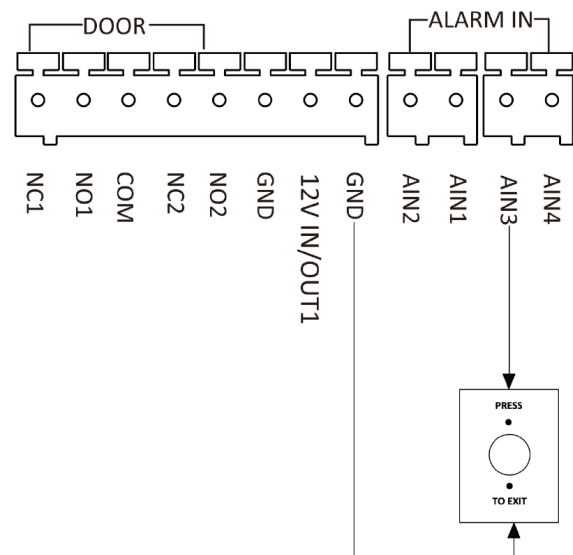 DOOR
ALARM IN
NC1
NO1
COM
NC2
NO2
GND
12V IN/OUT1
GND
AIN2
AIN1
AIN3
AIN4
PRESS
TO EXIT